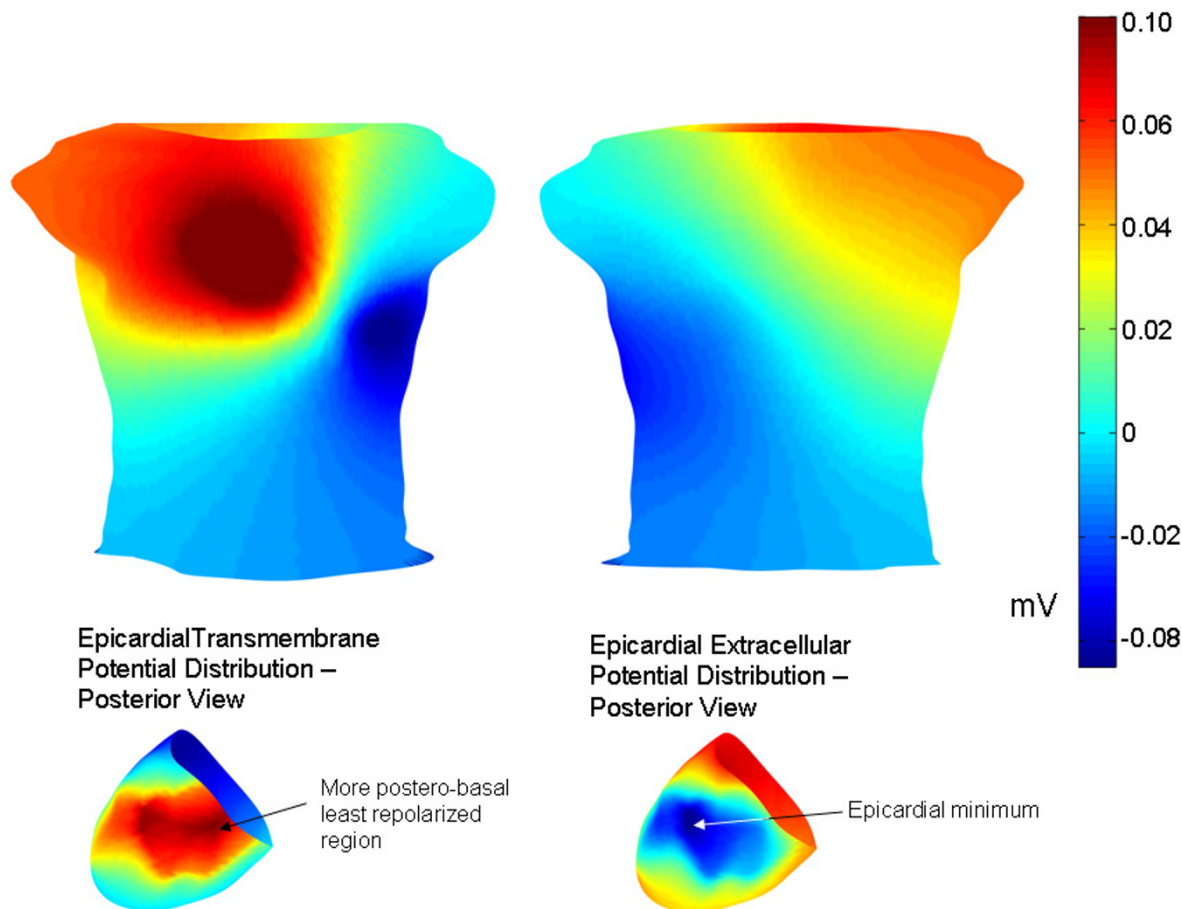 0.10
0.06
0.04
0.02
0
-0.02
-0.08
mV
EpicardialTransmembrane
Potential Distribution –
Posterior View
Epicardial Extracellular
Potential Distribution –
Posterior View
More postero-basal
least repolarized
region
Epicardial minimum